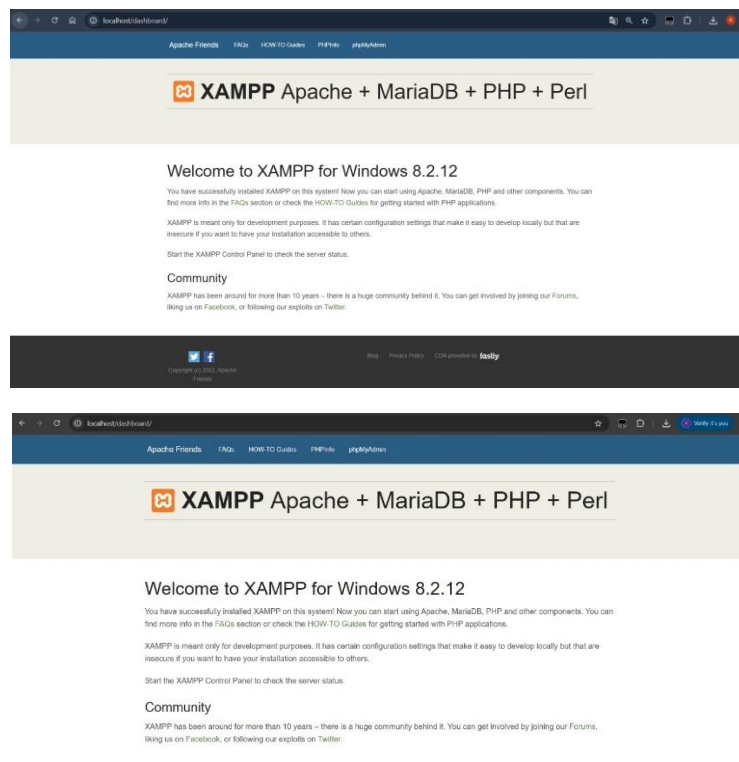 localhost/dashboard/
Apache Friends FAQs HOW-TO Guides PHPInfo phpMyAdmin
XAMPP Apache + MariaDB + PHP + Perl
Welcome to XAMPP for Windows 8.2.12
You have successfully installed XAMPP on this system! Now you can start using Apache, MariaDB, PHP and other components. You can
find more info in the FAQs section or check the HOW-TO Guides for getting started with PHP applications.
XAMPP is meant only for development purposes. It has certain configuration settings that make it easy to develop locally but that are
insecure if you want to have your installation accessible to others.
Start the XAMPP Control Panel to check the server status.
Community
XAMPP has been around for more than 10 years – there is a huge community behind it. You can get involved by joining our Forums,
liking us on Facebook, or following our exploits on Twitter.
Blog Privacy Policy CDN provided by fastly
Copyright (c) 2022, Apache
Friends
localhost/dashboard/
Verify it's you
Apache Friends FAQs HOW-TO Guides PHPInfo phpMyAdmin
XAMPP Apache + MariaDB + PHP + Perl
Welcome to XAMPP for Windows 8.2.12
You have successfully installed XAMPP on this system! Now you can start using Apache, MariaDB, PHP and other components. You can
find more info in the FAQs section or check the HOW-TO Guides for getting started with PHP applications.
XAMPP is meant only for development purposes. It has certain configuration settings that make it easy to develop locally but that are
insecure if you want to have your installation accessible to others.
Start the XAMPP Control Panel to check the server status.
Community
XAMPP has been around for more than 10 years – there is a huge community behind it. You can get involved by joining our Forums,
liking us on Facebook, or following our exploits on Twitter.